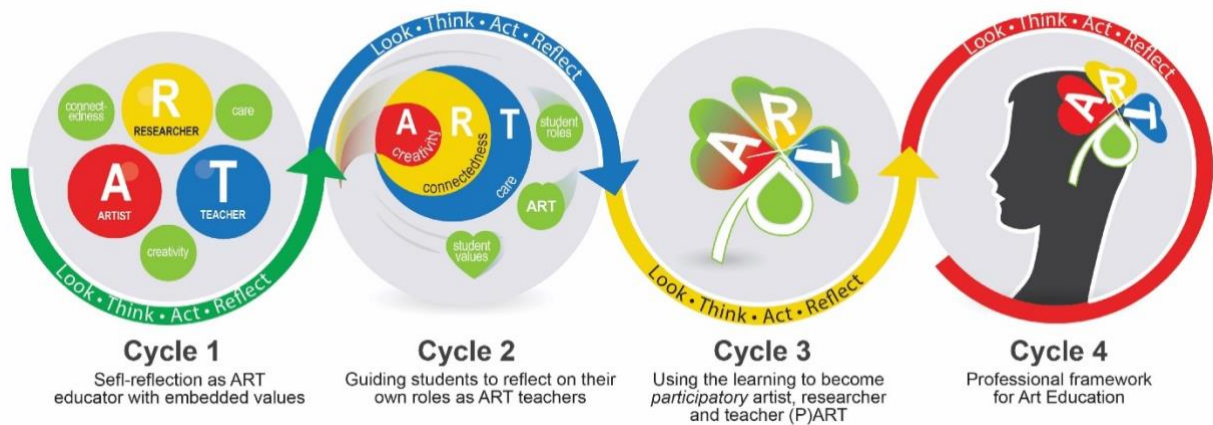 connect-
edness
R
RESEARCHER
care
A
ARTIST
T
TEACHER
creativity
Look • Think • Act • Reflect
Cycle 1
Sefl-reflection as ART
educator with embedded values
Look • Think • Act • Reflect
A R T
creativity
connectedness
care
student
roles
ART
student
values
Cycle 2
Guiding students to reflect on their
own roles as ART teachers
A
R
T
P
Look • Think • Act • Reflect
Cycle 3
Using the learning to become
participatory artist, researcher
and teacher (P)ART
Look • Think • Act • Reflect
A
R
T
P
Cycle 4
Professional framework
for Art Education